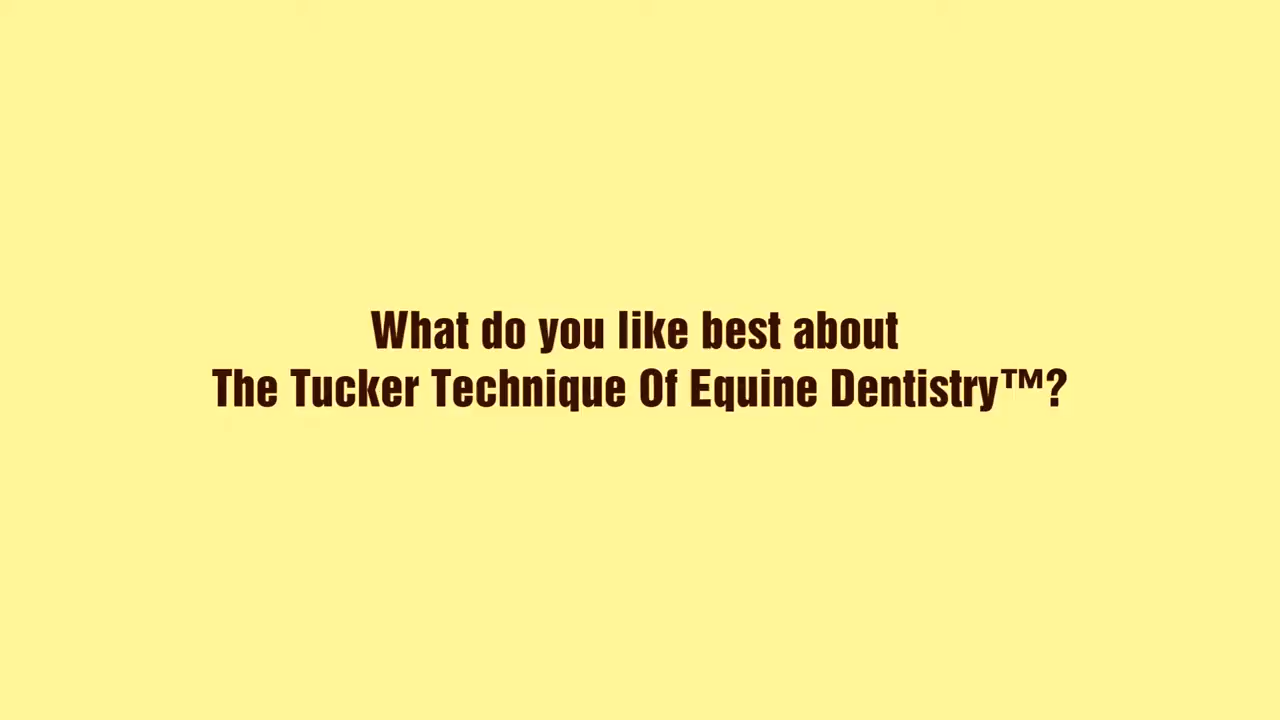 What do you like best about
The Tucker Technique Of Equine Dentistry™?